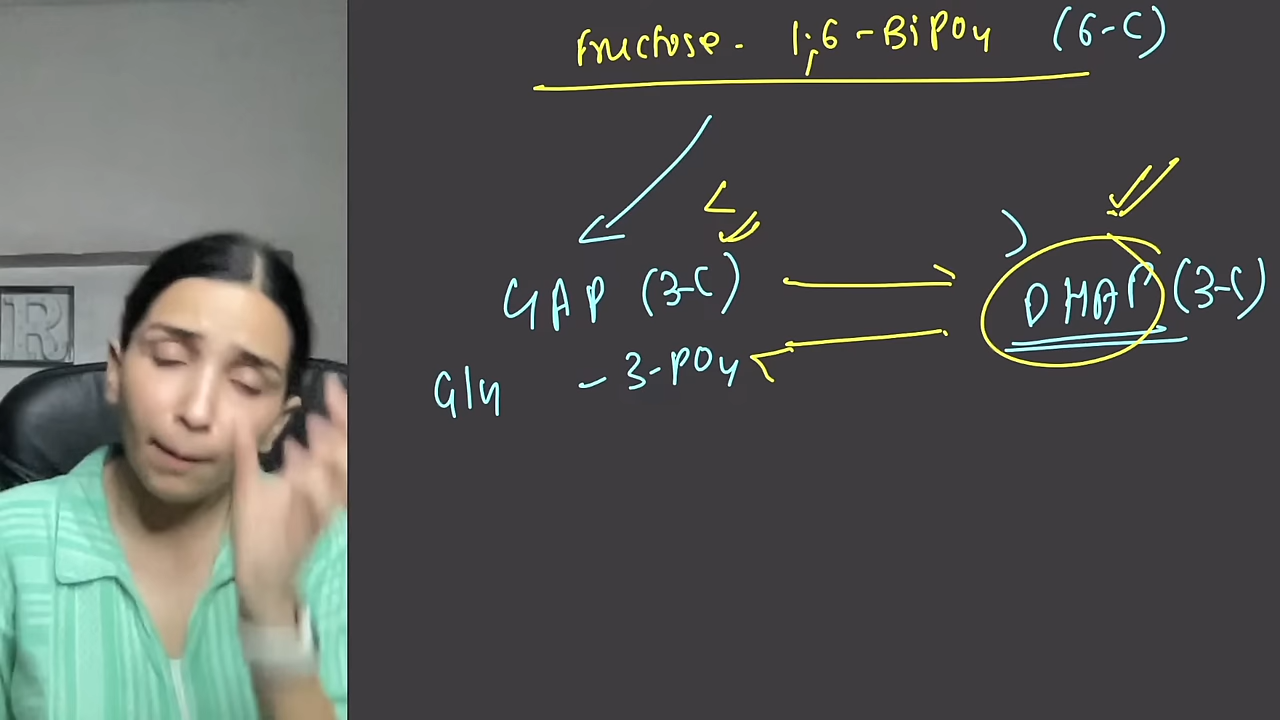 Fructose - 1,6-BiPO4 (6-C)
GAP (3-C) DHAP (3-C)
Gly - 3-PO4
R